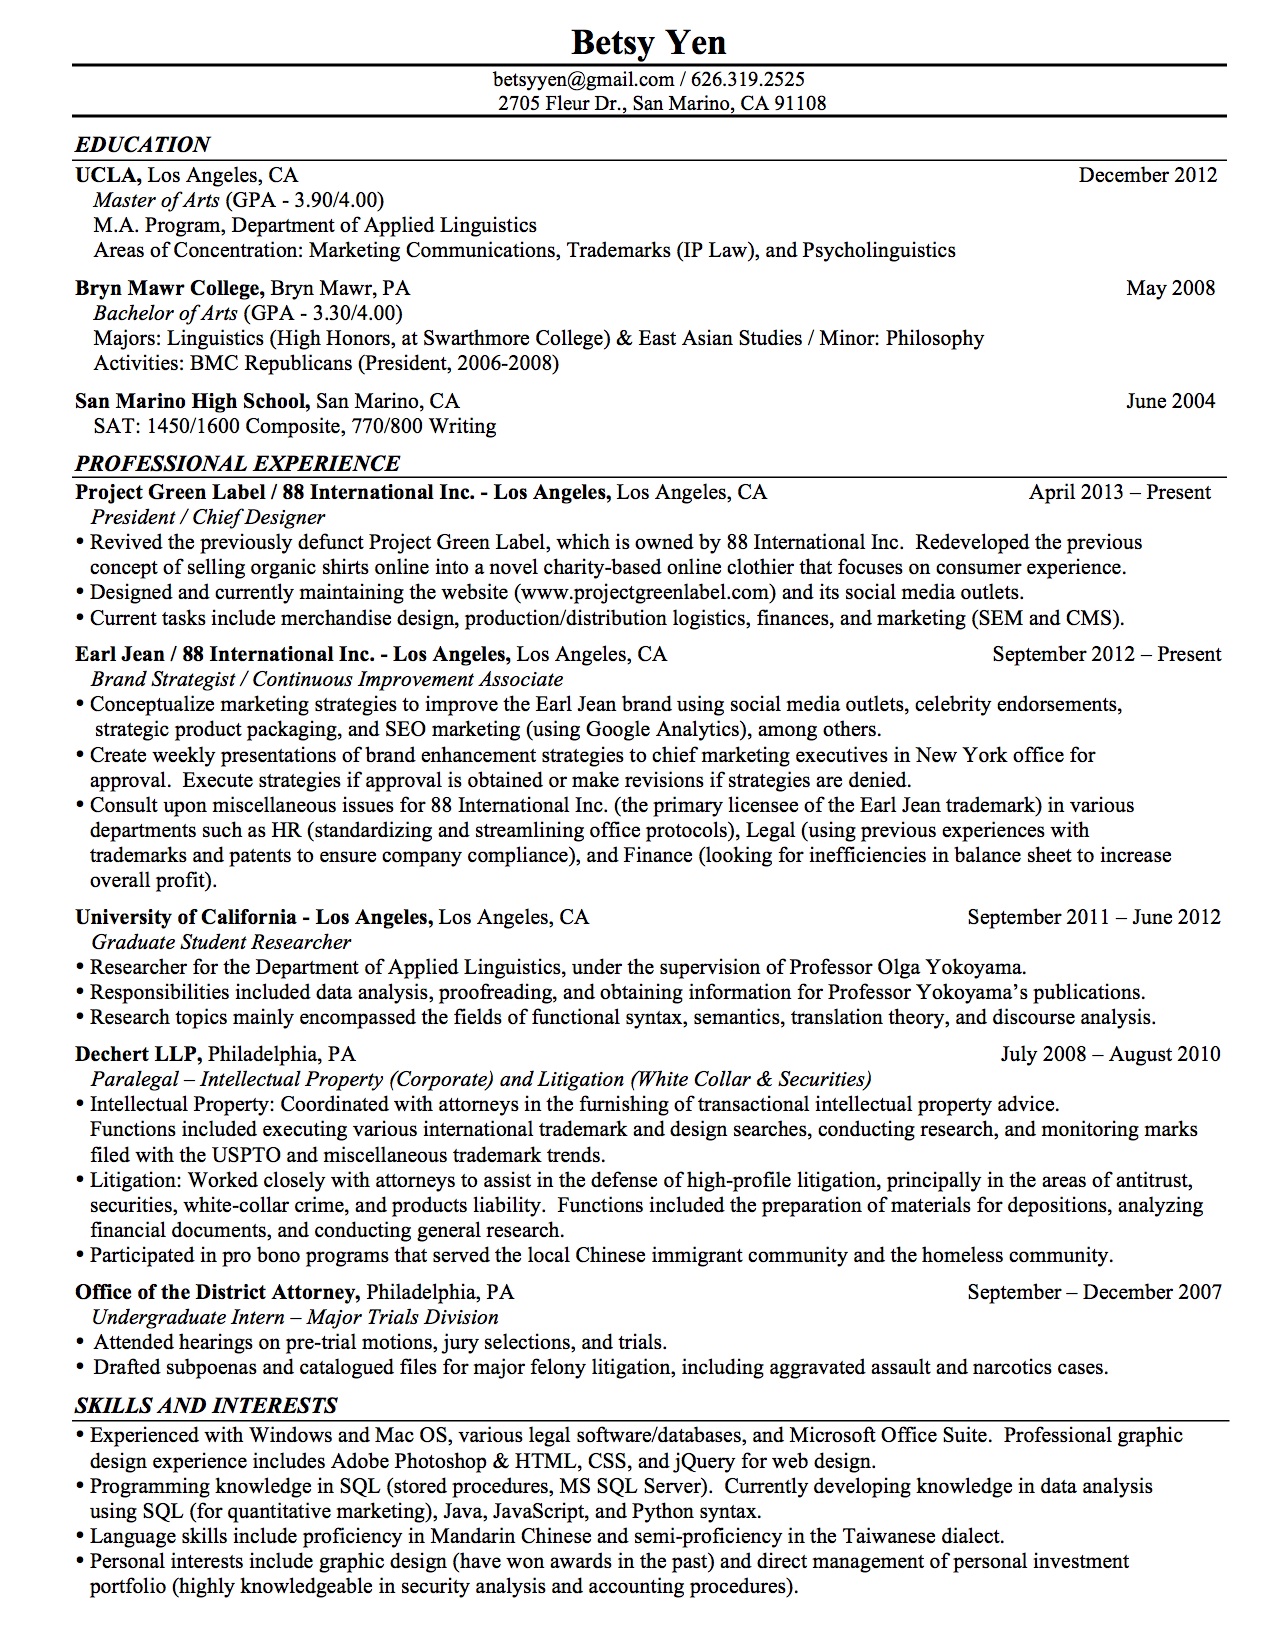 Betsy Yen
betsyyen@gmail.com / 626.319.2525
2705 Fleur Dr., San Marino, CA 91108
EDUCATION
UCLA, Los Angeles, CA December 2012
Master of Arts (GPA - 3.90/4.00)
M.A. Program, Department of Applied Linguistics
Areas of Concentration: Marketing Communications, Trademarks (IP Law), and Psycholinguistics
Bryn Mawr College, Bryn Mawr, PA May 2008
Bachelor of Arts (GPA - 3.30/4.00)
Majors: Linguistics (High Honors, at Swarthmore College) & East Asian Studies / Minor: Philosophy
Activities: BMC Republicans (President, 2006-2008)
San Marino High School, San Marino, CA June 2004
SAT: 1450/1600 Composite, 770/800 Writing
PROFESSIONAL EXPERIENCE
Project Green Label / 88 International Inc. - Los Angeles, Los Angeles, CA April 2013 – Present
President / Chief Designer
• Revived the previously defunct Project Green Label, which is owned by 88 International Inc.  Redeveloped the previous
concept of selling organic shirts online into a novel charity-based online clothier that focuses on consumer experience.
• Designed and currently maintaining the website (www.projectgreenlabel.com) and its social media outlets.
• Current tasks include merchandise design, production/distribution logistics, finances, and marketing (SEM and CMS).
Earl Jean / 88 International Inc. - Los Angeles, Los Angeles, CA September 2012 – Present
Brand Strategist / Continuous Improvement Associate
• Conceptualize marketing strategies to improve the Earl Jean brand using social media outlets, celebrity endorsements,
strategic product packaging, and SEO marketing (using Google Analytics), among others.
• Create weekly presentations of brand enhancement strategies to chief marketing executives in New York office for
approval.  Execute strategies if approval is obtained or make revisions if strategies are denied.
• Consult upon miscellaneous issues for 88 International Inc. (the primary licensee of the Earl Jean trademark) in various
departments such as HR (standardizing and streamlining office protocols), Legal (using previous experiences with
trademarks and patents to ensure company compliance), and Finance (looking for inefficiencies in balance sheet to increase
overall profit).
University of California - Los Angeles, Los Angeles, CA September 2011 – June 2012
Graduate Student Researcher
• Researcher for the Department of Applied Linguistics, under the supervision of Professor Olga Yokoyama.
• Responsibilities included data analysis, proofreading, and obtaining information for Professor Yokoyama’s publications.
• Research topics mainly encompassed the fields of functional syntax, semantics, translation theory, and discourse analysis.
Dechert LLP, Philadelphia, PA July 2008 – August 2010
Paralegal – Intellectual Property (Corporate) and Litigation (White Collar & Securities)
• Intellectual Property: Coordinated with attorneys in the furnishing of transactional intellectual property advice.
Functions included executing various international trademark and design searches, conducting research, and monitoring marks
filed with the USPTO and miscellaneous trademark trends.
• Litigation: Worked closely with attorneys to assist in the defense of high-profile litigation, principally in the areas of antitrust,
securities, white-collar crime, and products liability.  Functions included the preparation of materials for depositions, analyzing
financial documents, and conducting general research.
• Participated in pro bono programs that served the local Chinese immigrant community and the homeless community.
Office of the District Attorney, Philadelphia, PA September – December 2007
Undergraduate Intern – Major Trials Division
• Attended hearings on pre-trial motions, jury selections, and trials.
• Drafted subpoenas and catalogued files for major felony litigation, including aggravated assault and narcotics cases.
SKILLS AND INTERESTS
• Experienced with Windows and Mac OS, various legal software/databases, and Microsoft Office Suite.  Professional graphic
design experience includes Adobe Photoshop & HTML, CSS, and jQuery for web design.
• Programming knowledge in SQL (stored procedures, MS SQL Server).  Currently developing knowledge in data analysis
using SQL (for quantitative marketing), Java, JavaScript, and Python syntax.
• Language skills include proficiency in Mandarin Chinese and semi-proficiency in the Taiwanese dialect.
• Personal interests include graphic design (have won awards in the past) and direct management of personal investment
portfolio (highly knowledgeable in security analysis and accounting procedures).